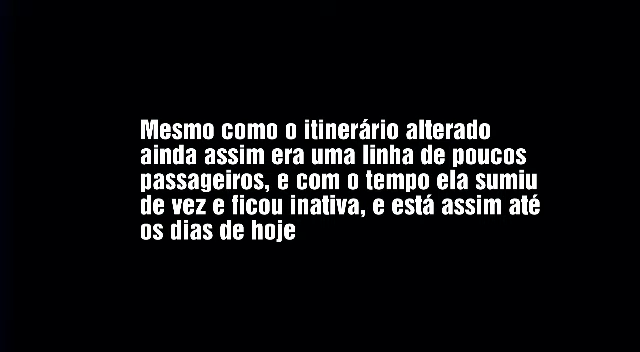 Mesmo como o itinerário alterado
ainda assim era uma linha de poucos
passageiros, e com o tempo ela sumiu
de vez e ficou inativa, e está assim até
os dias de hoje